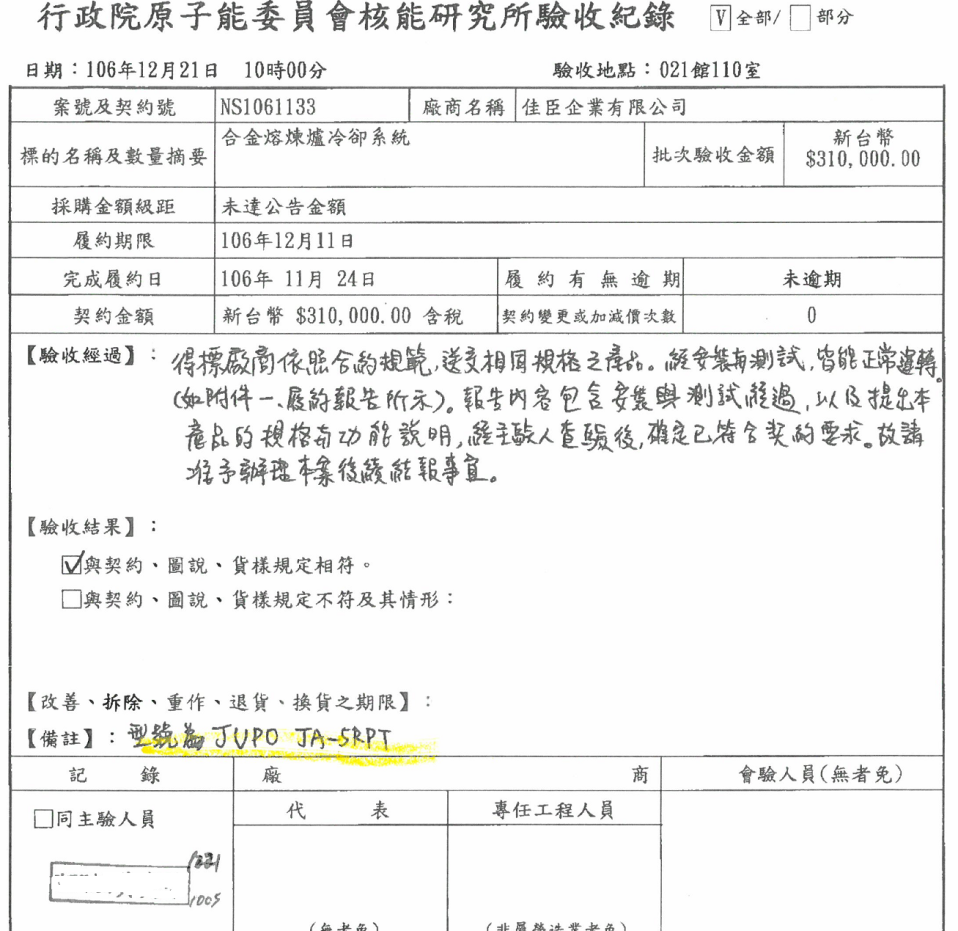 行政院原子能委員會核能研究所驗收紀錄 V全部/ □部分
日期：106年12月21日 10時00分 驗收地點：021館110室
案號及契約號 NS1061133 廠商名稱 佳臣企業有限公司
標的名稱及數量摘要 合金熔煉爐冷卻系統 批次驗收金額 新台幣
$310,000.00
採購金額級距 未達公告金額
履約期限 106年12月11日
完成履約日 106年 11月 24日 履約有無逾期 未逾期
契約金額 新台幣 $310,000.00 含稅 契約變更或加減價次數 0
【驗收經過】：得標廠商依照合約規範，送交相同規格之產品。經安裝與測試，皆能正常運轉
(如附件一、履約報告所示)。報告內容包含安裝與測試經過，以及提出本
產品的規格與功能說明，經主驗人查驗後，確定已符合契約要求。故請
准予辦理本案後續結報事宜。
【驗收結果】：
☑與契約、圖說、貨樣規定相符。
□與契約、圖說、貨樣規定不符及其情形：
【改善、拆除、重作、退貨、換貨之期限】：
【備註】：型號為 JUPO JA-5RPT
記錄 廠商 會驗人員(無者免)
□同主驗人員 代表 專任工程人員
1221
1005
(無者免) (非屬營造業者免)